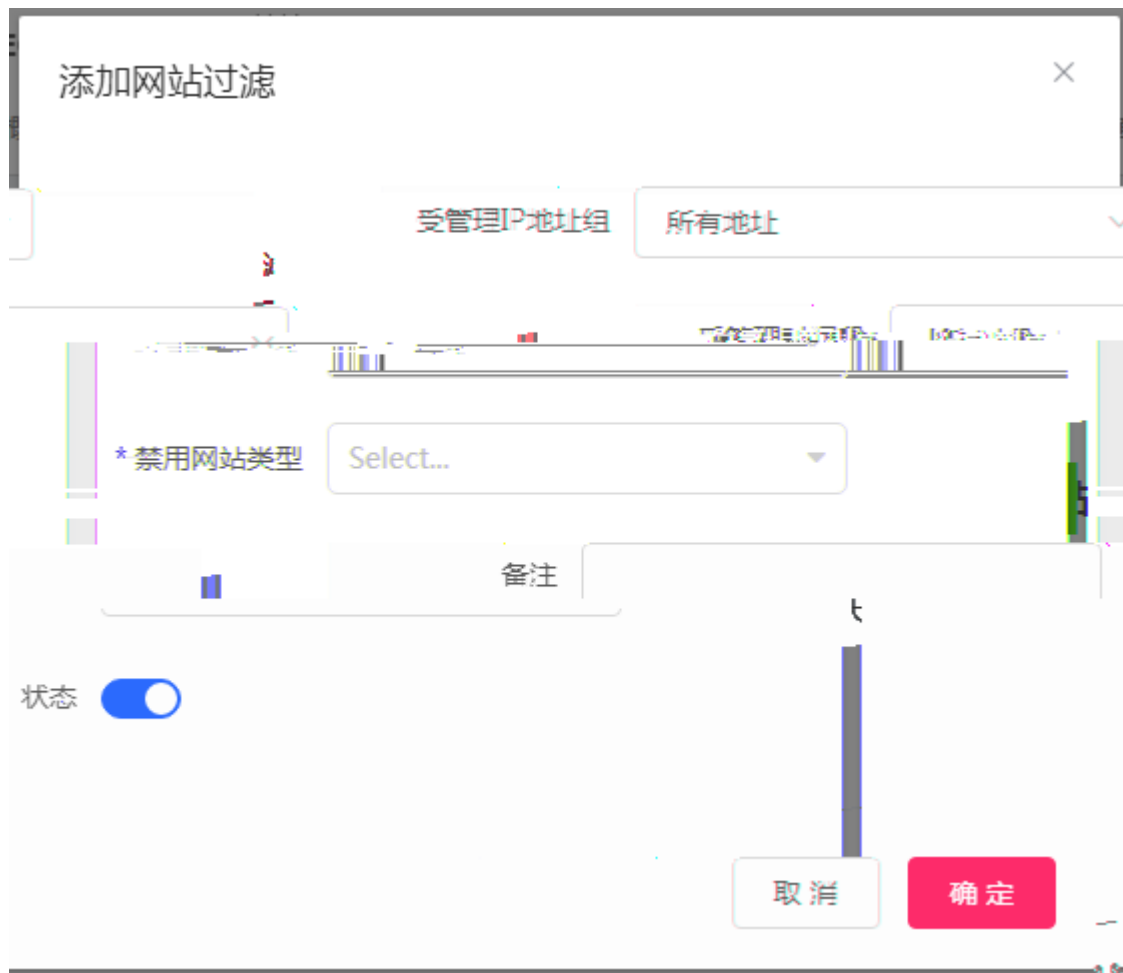 添加网站过滤
受管理IP地址组 所有地址
* 禁用网站类型 Select...
备注
状态
取消 确定